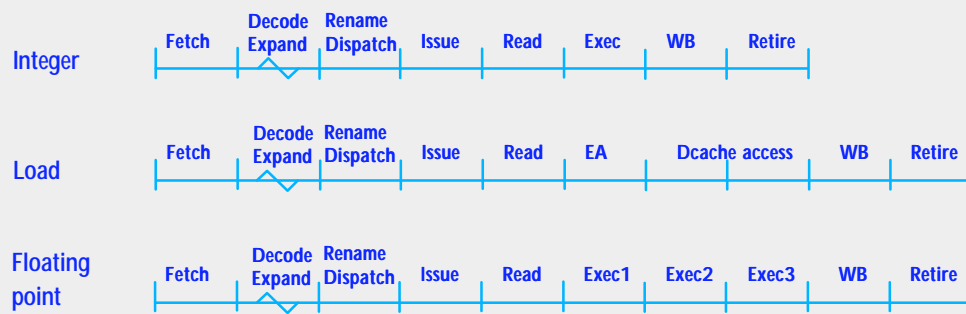 Integer
Fetch
Decode
Expand
Rename
Dispatch
Issue
Read
Exec
WB
Retire
Load
Fetch
Decode
Expand
Rename
Dispatch
Issue
Read
EA
Dcache access
WB
Retire
Floating
point
Fetch
Decode
Expand
Rename
Dispatch
Issue
Read
Exec1
Exec2
Exec3
WB
Retire